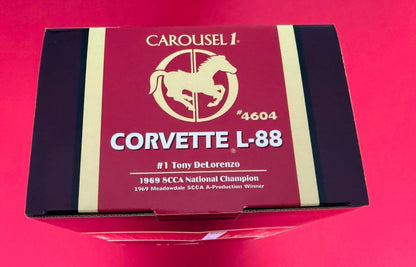 CAROUSEL 1®
#4604
CORVETTE® L-88
#1 Tony DeLorenzo
1969 SCCA National Champion
1969 Meadowdale SCCA A-Production Winner